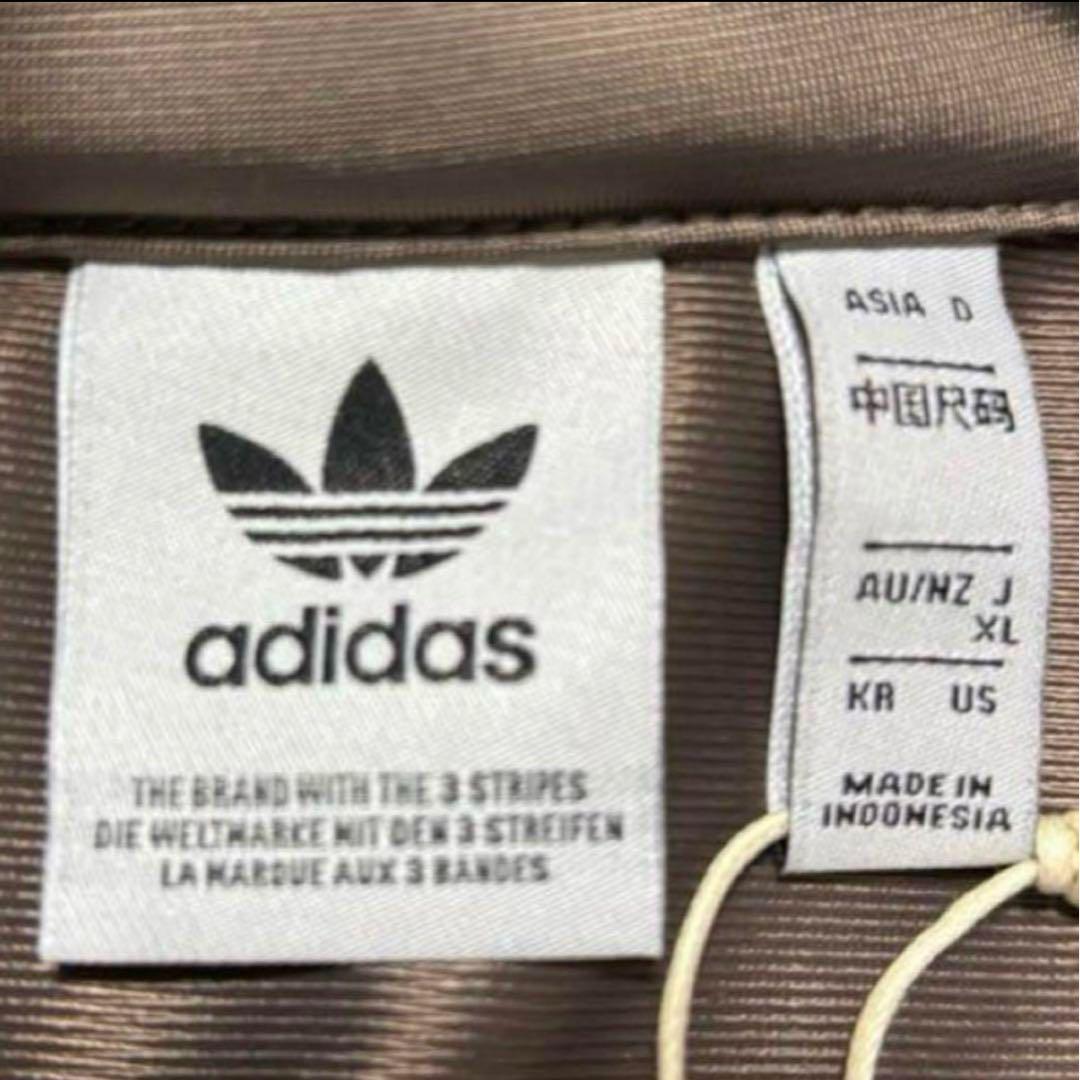 adidas
THE BRAND WITH THE 3 STRIPES
DIE WELTMARKE MIT DEN 3 STREIFEN
LA MARQUE AUX 3 BANDES
ASIA D
中国尺码
AU/NZ J
XL
KR US
MADE IN
INDONESIA